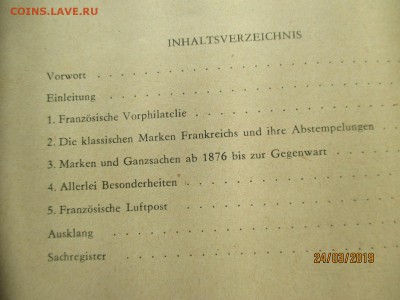 COINS.ЛАВЕ.RU
INHALTSVERZEICHNIS
Vorwort
Einleitung
1. Französische Vorphilatelie
2. Die klassischen Marken Frankreichs und ihre Abstempelungen
3. Marken und Ganzsachen ab 1876 bis zur Gegenwart
4. Allerlei Besonderheiten
5. Französische Luftpost
Ausklang
Sachregister
24/03/2019